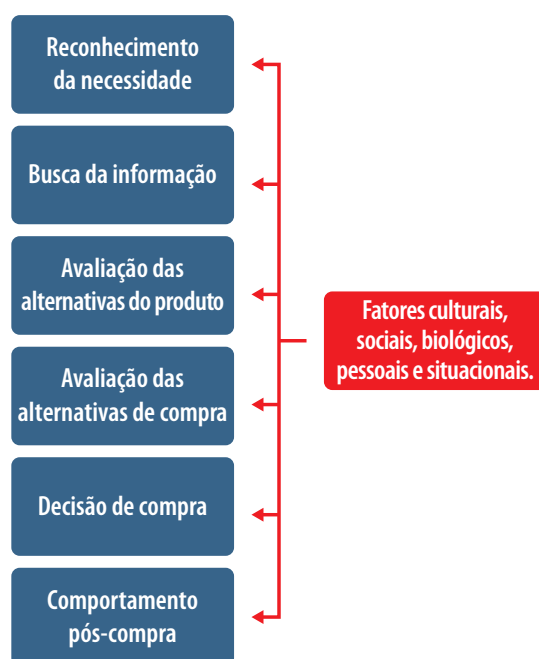 Reconhecimento
da necessidade
Busca da informação
Avaliação das
alternativas do produto
Avaliação das
alternativas de compra
Decisão de compra
Comportamento
pós-compra
Fatores culturais,
sociais, biológicos,
pessoais e situacionais.